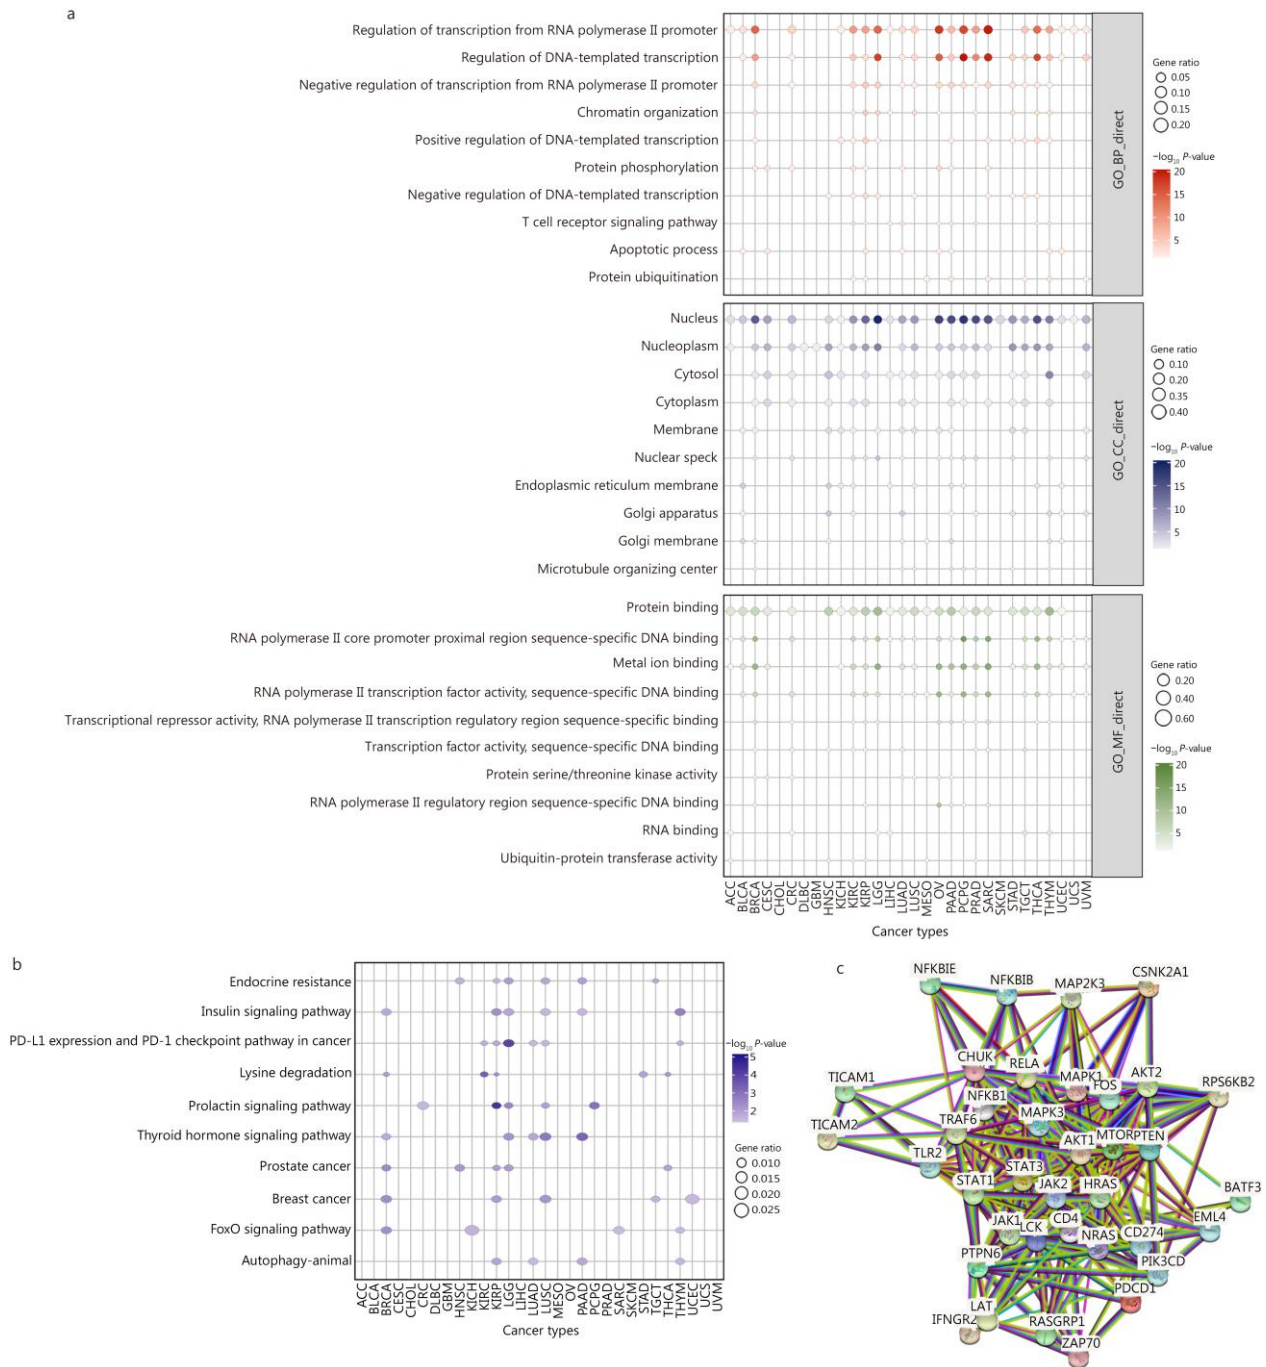 a
Regulation of transcription from RNA polymerase II promoter
Regulation of DNA-templated transcription
Negative regulation of transcription from RNA polymerase II promoter
Chromatin organization
Positive regulation of DNA-templated transcription
Protein phosphorylation
Negative regulation of DNA-templated transcription
T cell receptor signaling pathway
Apoptotic process
Protein ubiquitination
GO_BP_direct
Gene ratio
0.05
0.10
0.15
0.20
−log10 P-value
20
15
10
5
Nucleus
Nucleoplasm
Cytosol
Cytoplasm
Membrane
Nuclear speck
Endoplasmic reticulum membrane
Golgi apparatus
Golgi membrane
Microtubule organizing center
GO_CC_direct
Gene ratio
0.10
0.20
0.35
0.40
−log10 P-value
20
15
10
5
Protein binding
RNA polymerase II core promoter proximal region sequence-specific DNA binding
Metal ion binding
RNA polymerase II transcription factor activity, sequence-specific DNA binding
Transcriptional repressor activity, RNA polymerase II transcription regulatory region sequence-specific binding
Transcription factor activity, sequence-specific DNA binding
Protein serine/threonine kinase activity
RNA polymerase II regulatory region sequence-specific DNA binding
RNA binding
Ubiquitin-protein transferase activity
GO_MF_direct
Gene ratio
0.20
0.40
0.60
−log10 P-value
20
15
10
5
ACC BLCA BRCA CESC CHOL CRC DLBC GBM HNSC KICH KIRC KIRP LGG LIHC LUAD LUSC MESO OV PAAD PCPG PRAD SARC SKCM STAD TGCT THCA THYM UCEC UCS UVM
Cancer types
b
Endocrine resistance
Insulin signaling pathway
PD-L1 expression and PD-1 checkpoint pathway in cancer
Lysine degradation
Prolactin signaling pathway
Thyroid hormone signaling pathway
Prostate cancer
Breast cancer
FoxO signaling pathway
Autophagy-animal
−log10 P-value
5
4
3
2
Gene ratio
0.010
0.015
0.020
0.025
ACC BLCA BRCA CESC CHOL CRC DLBC GBM HNSC KICH KIRC KIRP LGG LIHC LUAD LUSC MESO OV PAAD PCPG PRAD SARC SKCM STAD TGCT THCA THYM UCEC UCS UVM
Cancer types
c
NFKBIE
NFKBIB
MAP2K3
CSNK2A1
CHUK
RELA
TICAM1
MAPK1
FOS
AKT2
RPS6KB2
NFKB1
TRAF6
MAPK3
TICAM2
AKT1
MTOR
PTEN
TLR2
STAT3
STAT1
JAK2
HRAS
BATF3
JAK1
LCK
CD4
NRAS
CD274
EML4
PTPN6
PIK3CD
PDCD1
LAT
IFNGR2
RASGRP1
ZAP70